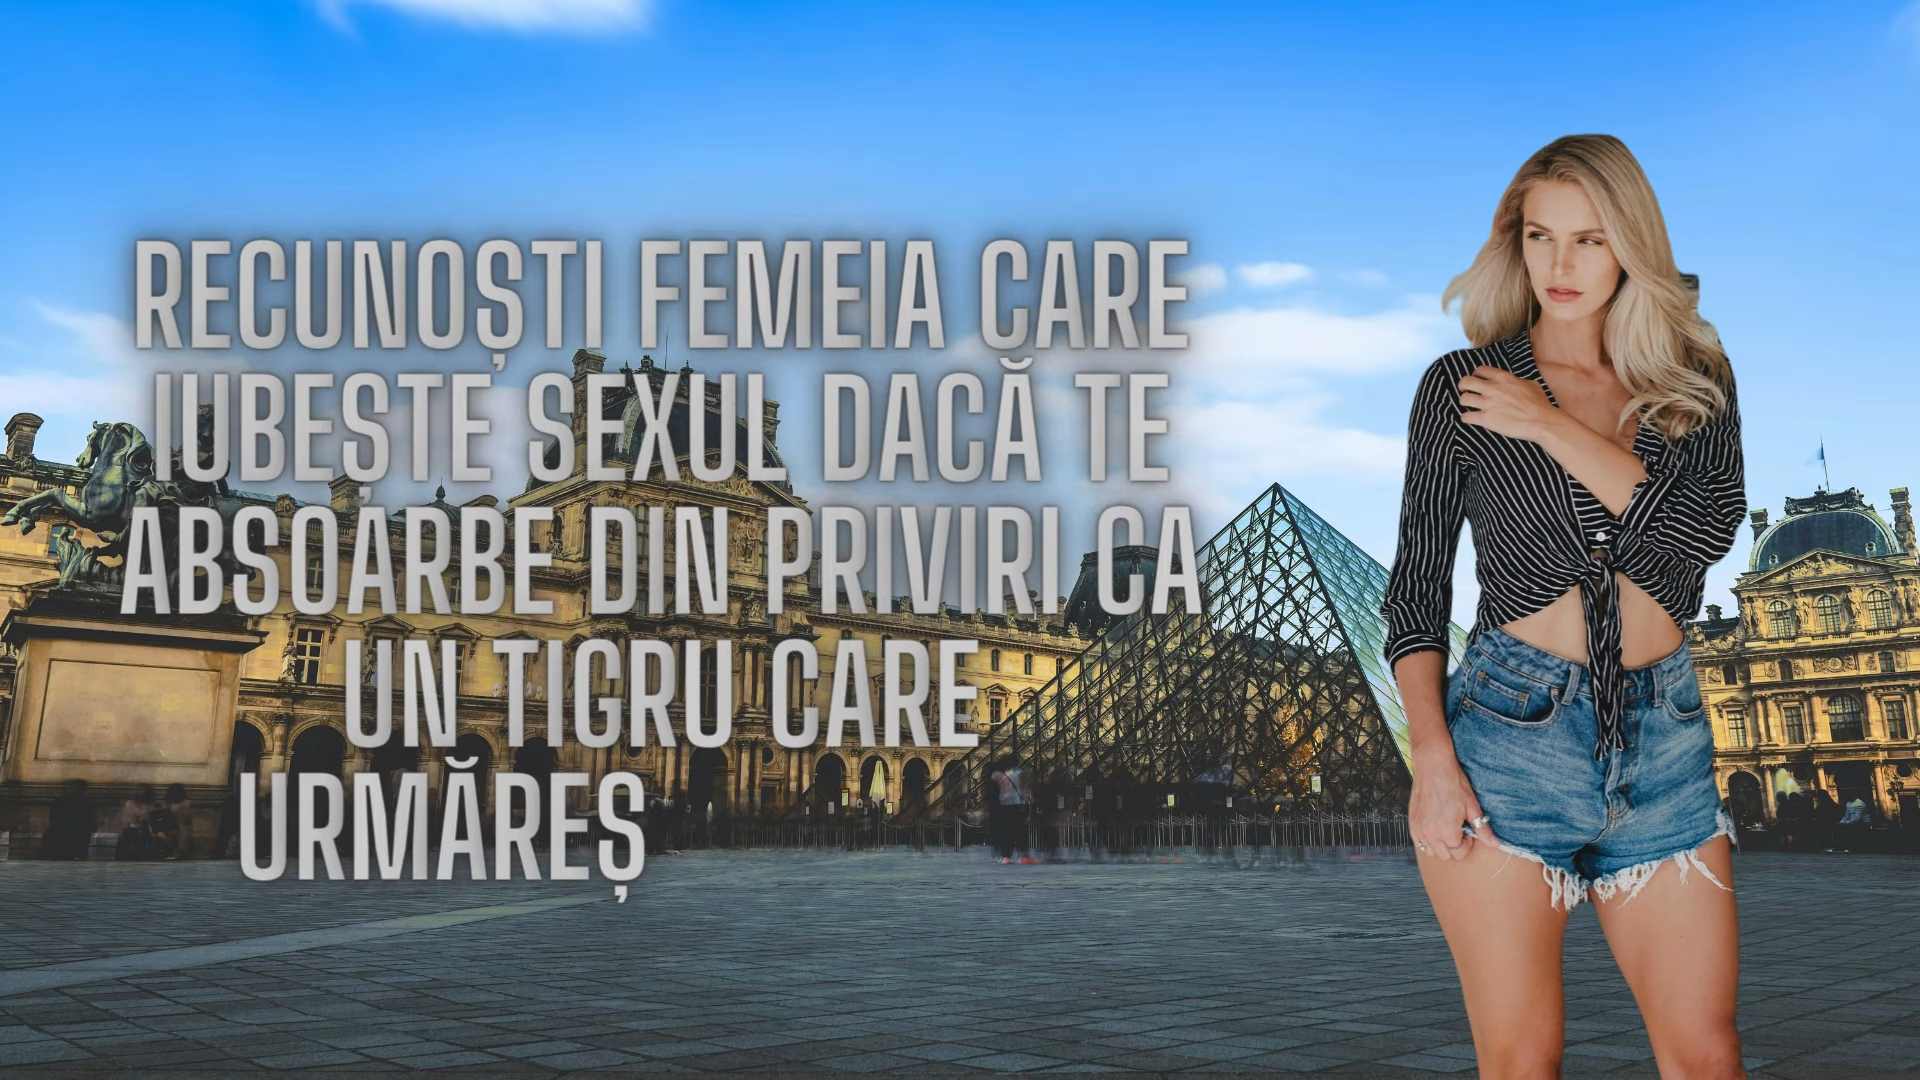 RECUNOȘTI FEMEIA CARE
IUBEȘTE SEXUL DACĂ TE
ABSOARBE DIN PRIVIRI CA
UN TIGRU CARE
URMĂREȘ